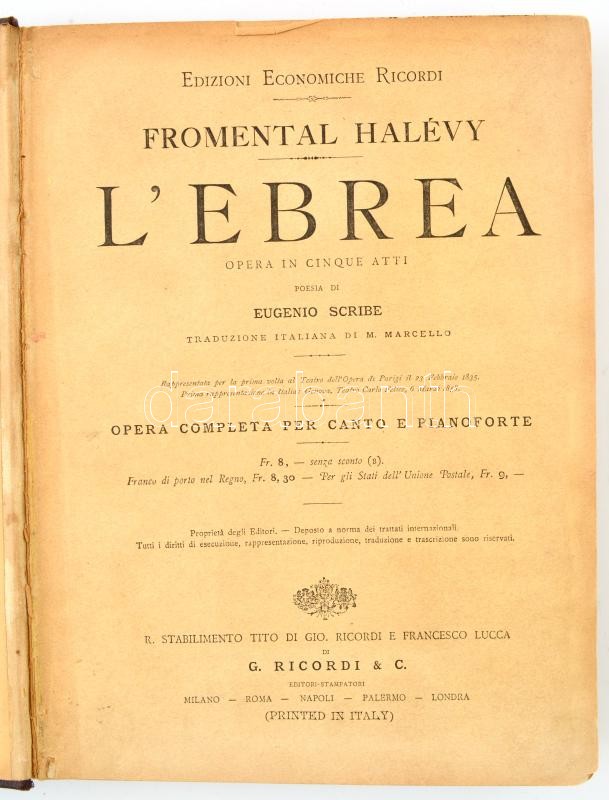 EDIZIONI ECONOMICHE RICORDI
FROMENTAL HALÉVY
L'EBREA
OPERA IN CINQUE ATTI
POESIA DI
EUGENIO SCRIBE
TRADUZIONE ITALIANA DI M. MARCELLO
Rappresentata per la prima volta al Teatro dell'Opera di Parigi il 23 Febbraio 1835.
Prima rappresentazione in Italia: Genova, Teatro Carlo Felice, 6
OPERA COMPLETA PER CANTO E PIANOFORTE
Fr. 8, — senza sconto (B).
Franco di porto nel Regno, Fr. 8,30 — Per gli Stati dell'Unione Postale, Fr. 9, —
Proprietà degli Editori. — Deposto a norma dei trattati internazionali.
Tutti i diritti di esecuzione, rappresentazione, riproduzione, traduzione e trascrizione sono riservati.
R. STABILIMENTO TITO DI GIO. RICORDI E FRANCESCO LUCCA
DI
G. RICORDI & C.
EDITORI-STAMPATORI
MILANO — ROMA — NAPOLI — PALERMO — LONDRA
(PRINTED IN ITALY)